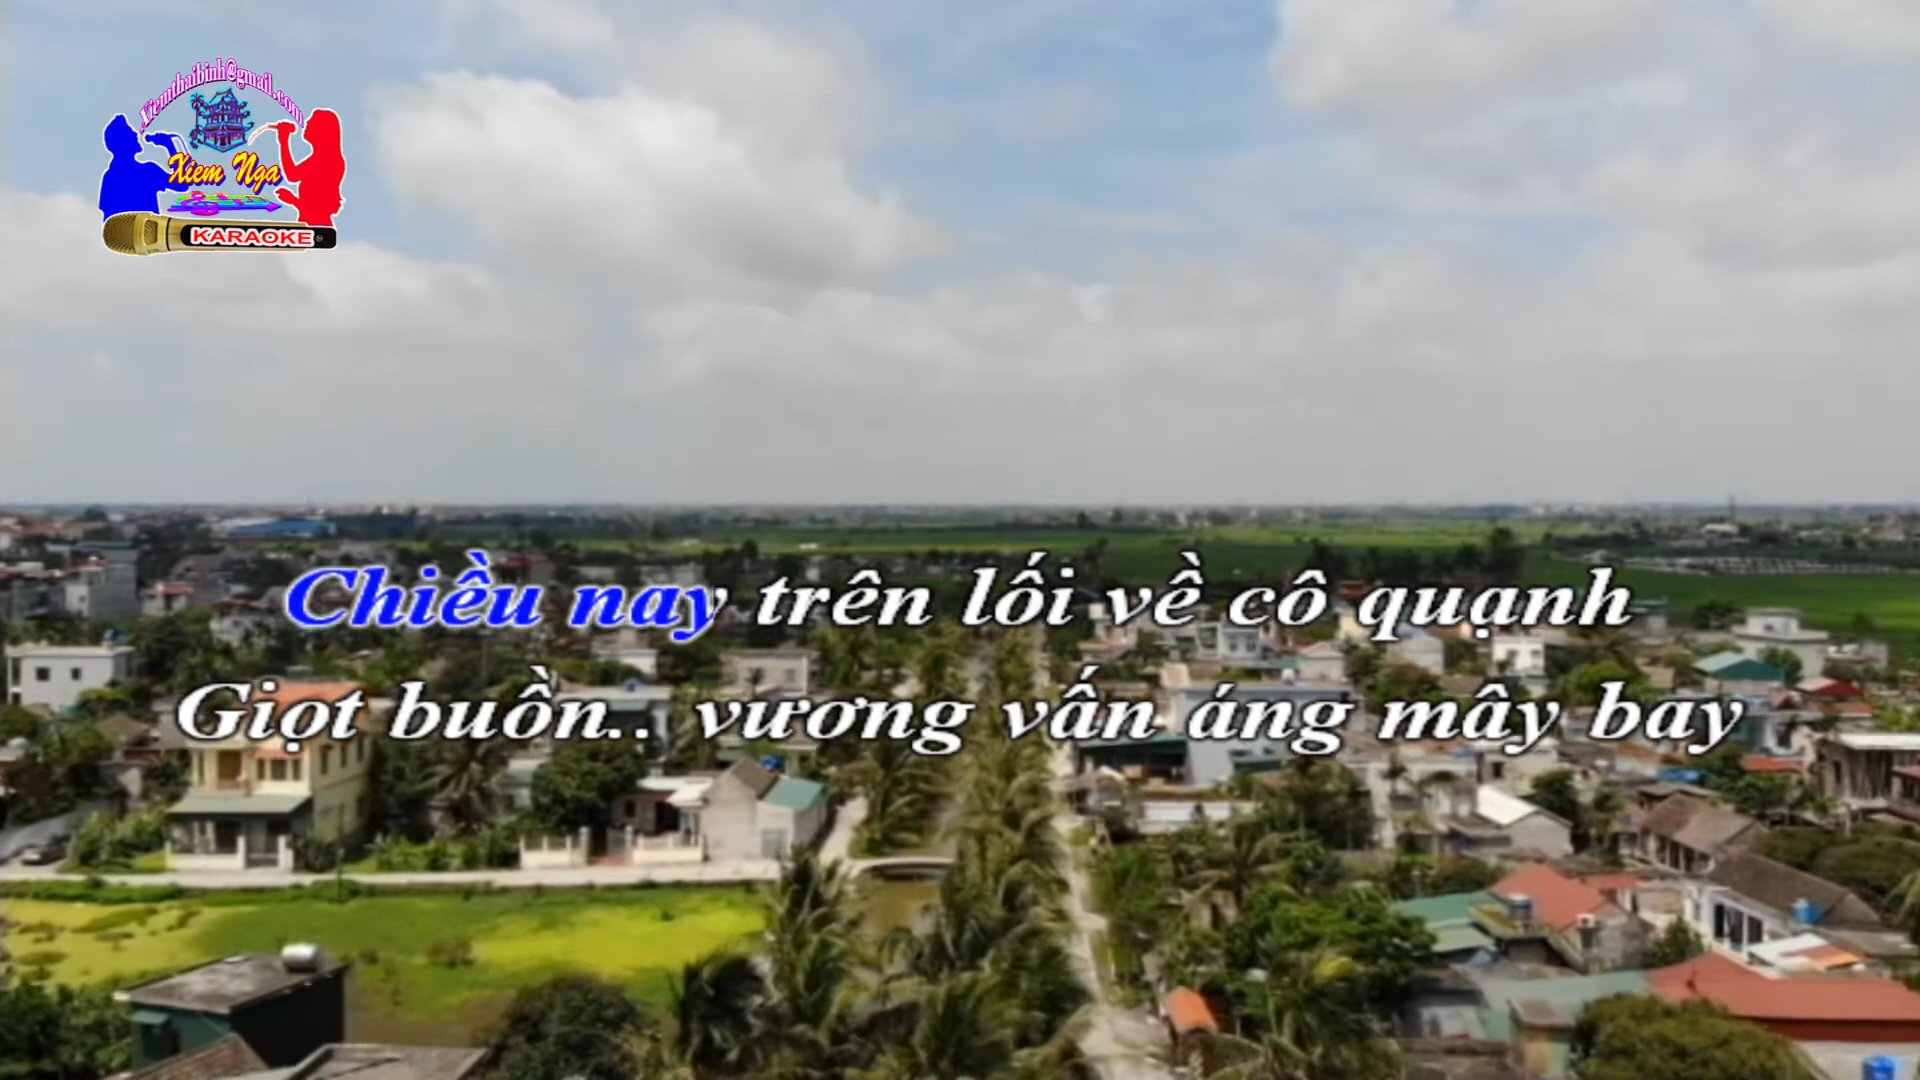 Xiemthaibinh@gmail.com
Xiem Nga
KARAOKE
Chiều nay trên lối về cô quạnh
Giọt buồn.. vương vấn áng mây bay